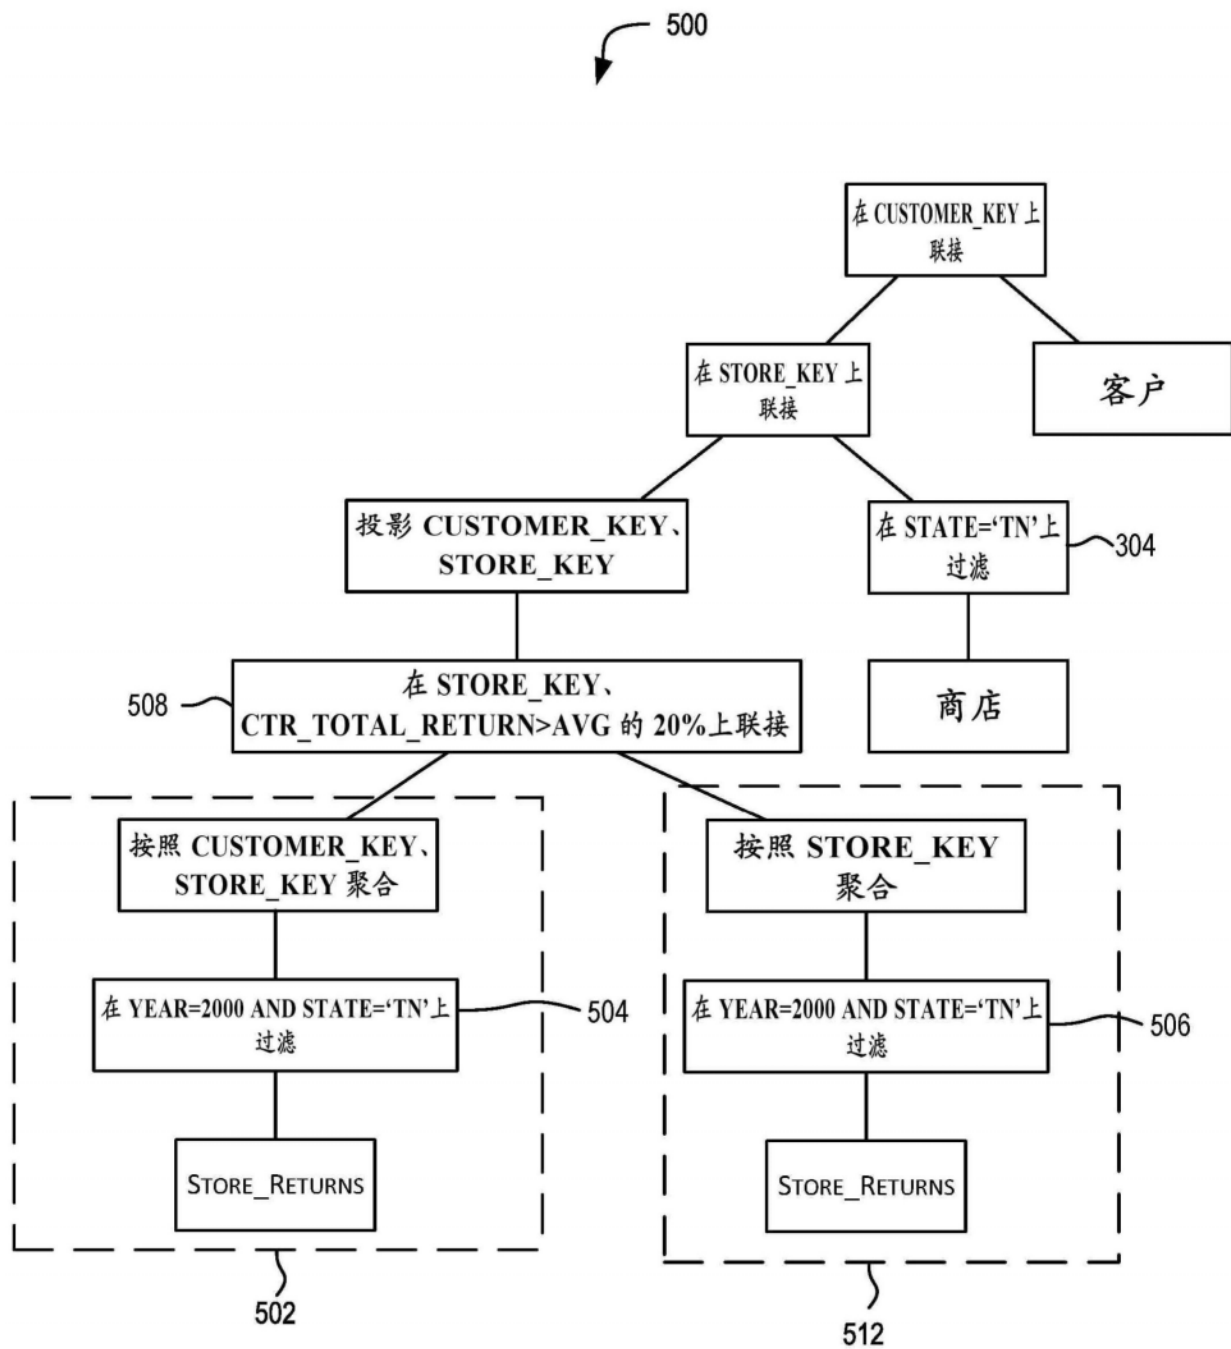 500
在 CUSTOMER_KEY 上
联接
在 STORE_KEY 上
联接
客户
投影 CUSTOMER_KEY、
STORE_KEY
在 STATE=‘TN’上
过滤
304
508
在 STORE_KEY、
CTR_TOTAL_RETURN>AVG 的 20%上联接
商店
按照 CUSTOMER_KEY、
STORE_KEY 聚合
按照 STORE_KEY
聚合
在 YEAR=2000 AND STATE=‘TN’上
过滤
504
在 YEAR=2000 AND STATE=‘TN’上
过滤
506
STORE_RETURNS
STORE_RETURNS
502
512